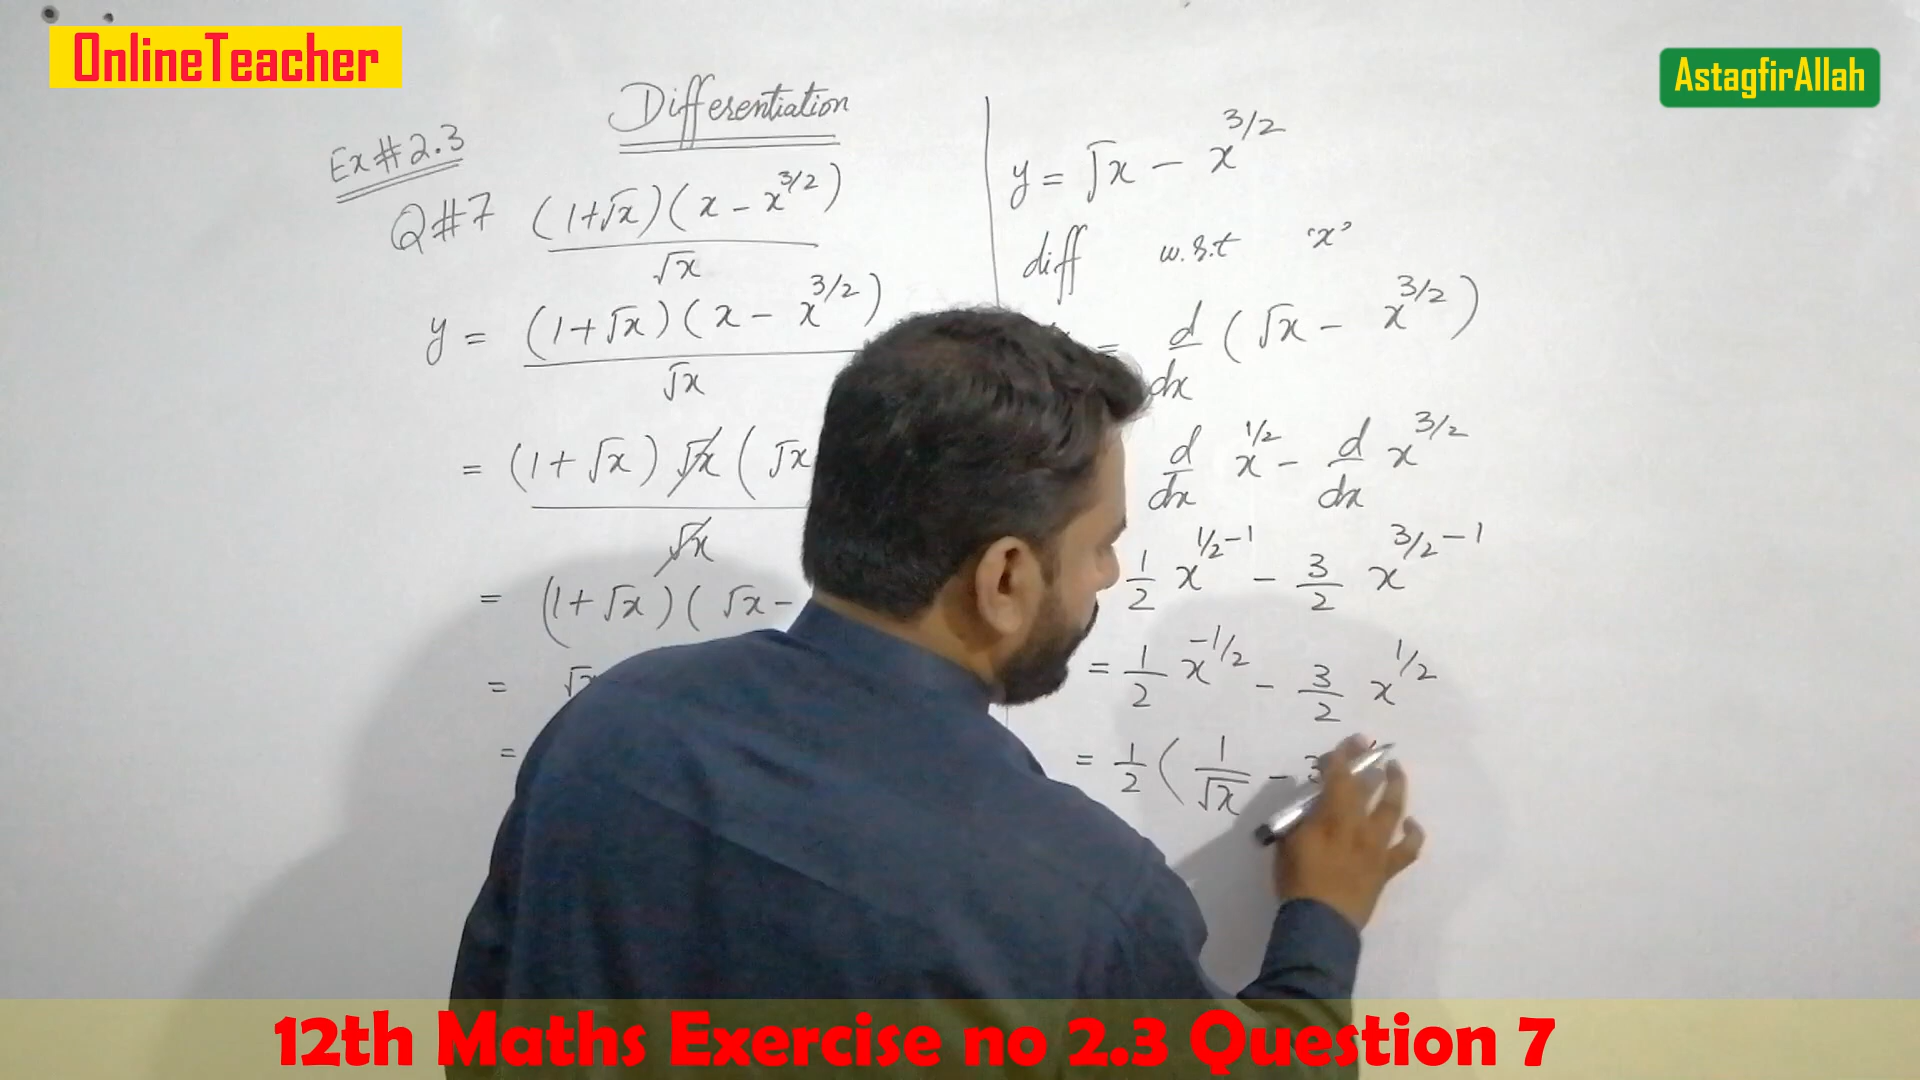 OnlineTeacher
AstagfirAllah
Differentiation
Ex#2.3
Q#7 (1+√x)(x - x^3/2)
√x
y = (1+√x)(x - x^3/2)
√x
= (1+√x) √x (√x
√x
= (1+√x)(√x -
= √x
=
y = √x - x^3/2
diff w.r.t 'x'
= d/dx (√x - x^3/2)
d/dx x^1/2 - d/dx x^3/2
1/2 x^1/2-1 - 3/2 x^3/2-1
= 1/2 x^-1/2 - 3/2 x^1/2
= 1/2 (1/√x - 3
12th Maths Exercise no 2.3 Question 7